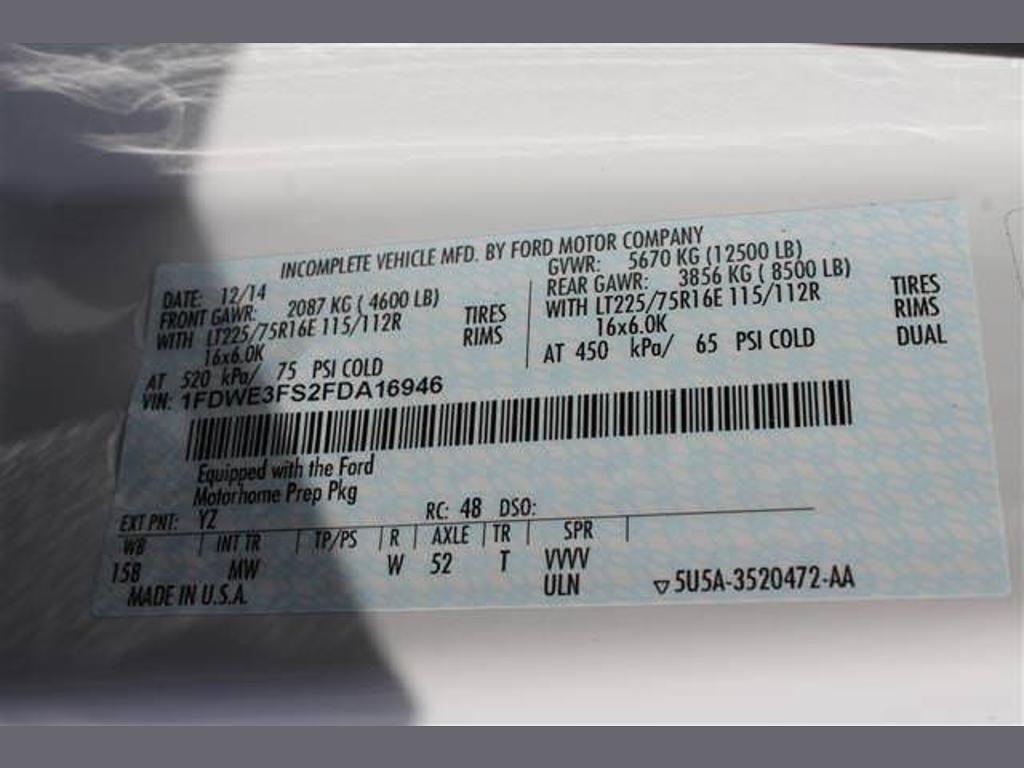 INCOMPLETE VEHICLE MFD. BY FORD MOTOR COMPANY
DATE: 12/14
FRONT GAWR: 2087 KG ( 4600 LB)
WITH LT225/75R16E 115/112R TIRES
16x6.0K RIMS
AT 520 kPa/ 75 PSI COLD
GVWR: 5670 KG (12500 LB)
REAR GAWR: 3856 KG ( 8500 LB)
WITH LT225/75R16E 115/112R TIRES
16x6.0K RIMS
AT 450 kPa/ 65 PSI COLD DUAL
VIN: 1FDWE3FS2FDA16946
Equipped with the Ford
Motorhome Prep Pkg
EXT PNT: YZ RC: 48 DSO:
WB INT TR TP/PS R AXLE TR SPR
158 MW W 52 T VVVV
MADE IN U.S.A. ULN ▽5U5A-3520472-AA